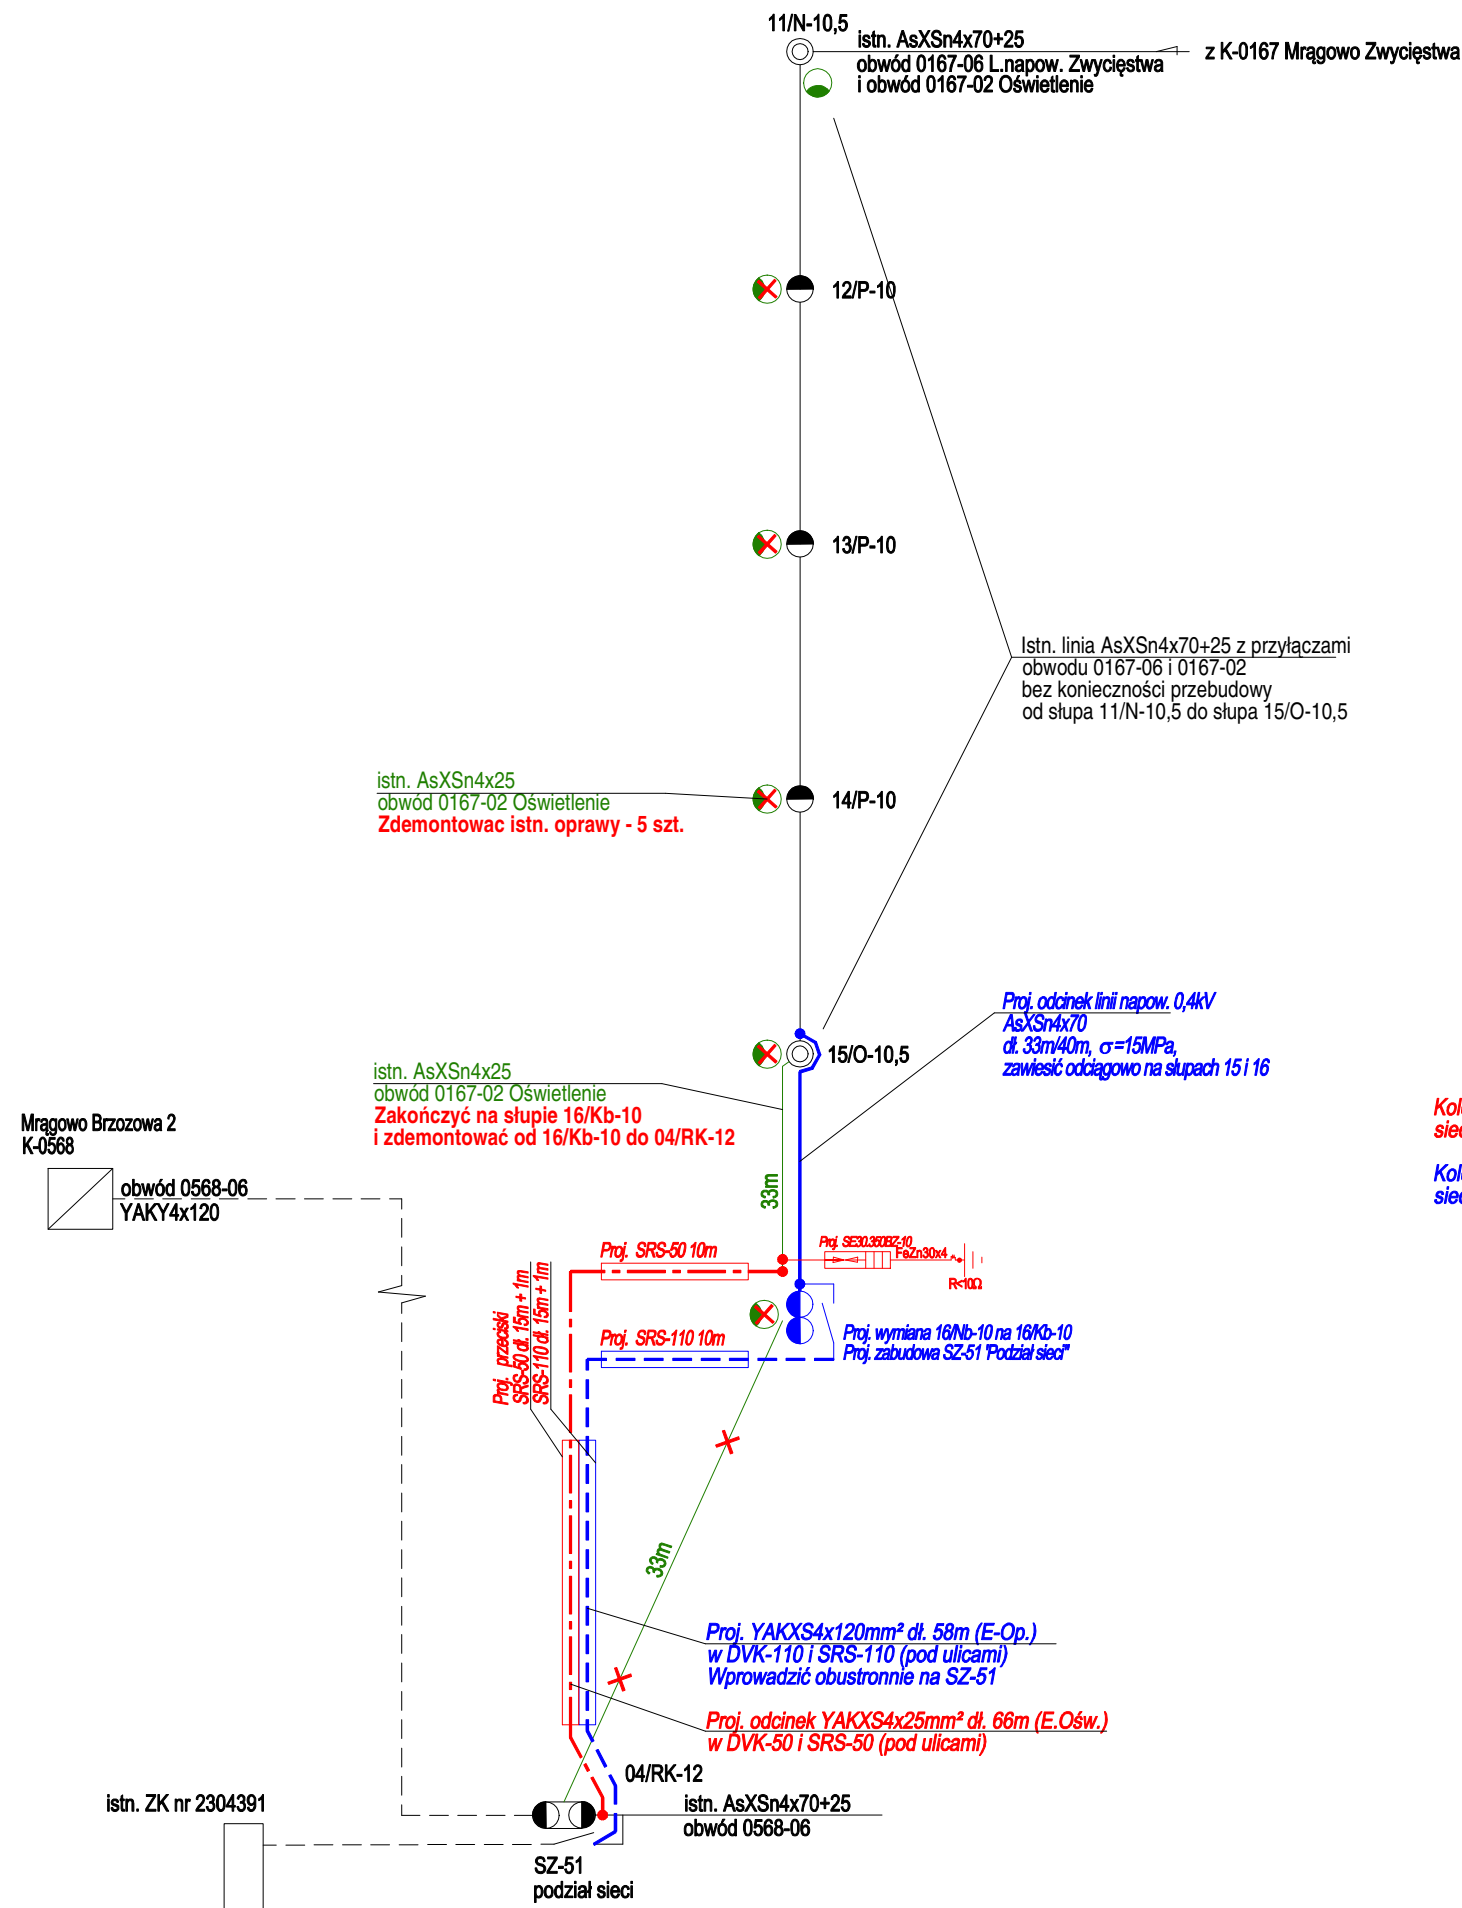 11/N-10,5
istn. AsXSn4x70+25
z K-0167 Mrągowo Zwycięstwa
obwód 0167-06 L.napow. Zwycięstwa
i obwód 0167-02 Oświetlenie
12/P-10
13/P-10
Istn. linia AsXSn4x70+25 z przyłączami
obwodu 0167-06 i 0167-02
bez konieczności przebudowy
od słupa 11/N-10,5 do słupa 15/O-10,5
istn. AsXSn4x25
obwód 0167-02 Oświetlenie
Zdemontowac istn. oprawy - 5 szt.
14/P-10
Proj. odcinek linii napow. 0,4kV
AsXSn4x70
dł. 33m/40m, σ=15MPa,
zawiesić odciągowo na słupach 15 i 16
15/O-10,5
istn. AsXSn4x25
obwód 0167-02 Oświetlenie
Zakończyć na słupie 16/Kb-10
i zdemontować od 16/Kb-10 do 04/RK-12
Mrągowo Brzozowa 2
K-0568
obwód 0568-06
YAKY4x120
33m
Proj. SRS-50 10m
Proj. SE30.350BZ-10
FeZn30x4
R<10Ω
Proj. przeciski
SRS-50 dł. 15m + 1m
SRS-110 dł. 15m + 1m
Proj. SRS-110 10m
Proj. wymiana 16/Nb-10 na 16/Kb-10
Proj. zabudowa SZ-51 "Podział sieci"
33m
Proj. YAKXS4x120mm² dł. 58m (E-Op.)
w DVK-110 i SRS-110 (pod ulicami)
Wprowadzić obustronnie na SZ-51
Proj. odcinek YAKXS4x25mm² dł. 66m (E.Ośw.)
w DVK-50 i SRS-50 (pod ulicami)
04/RK-12
istn. ZK nr 2304391
istn. AsXSn4x70+25
obwód 0568-06
SZ-51
podział sieci